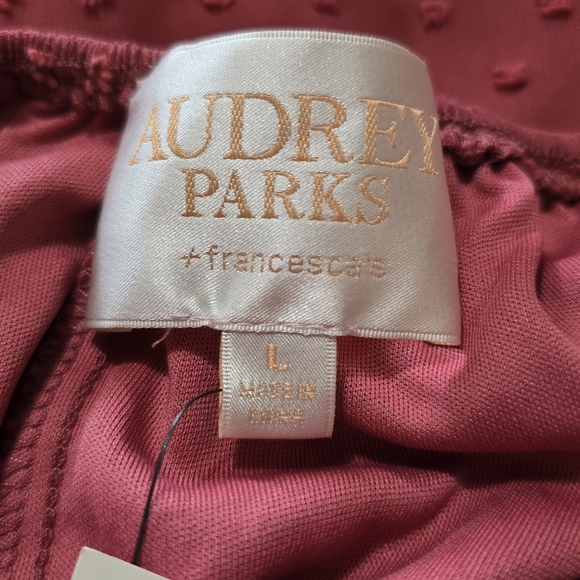 AUDREY
PARKS
+ francesca's
L
MADE IN
CHINA